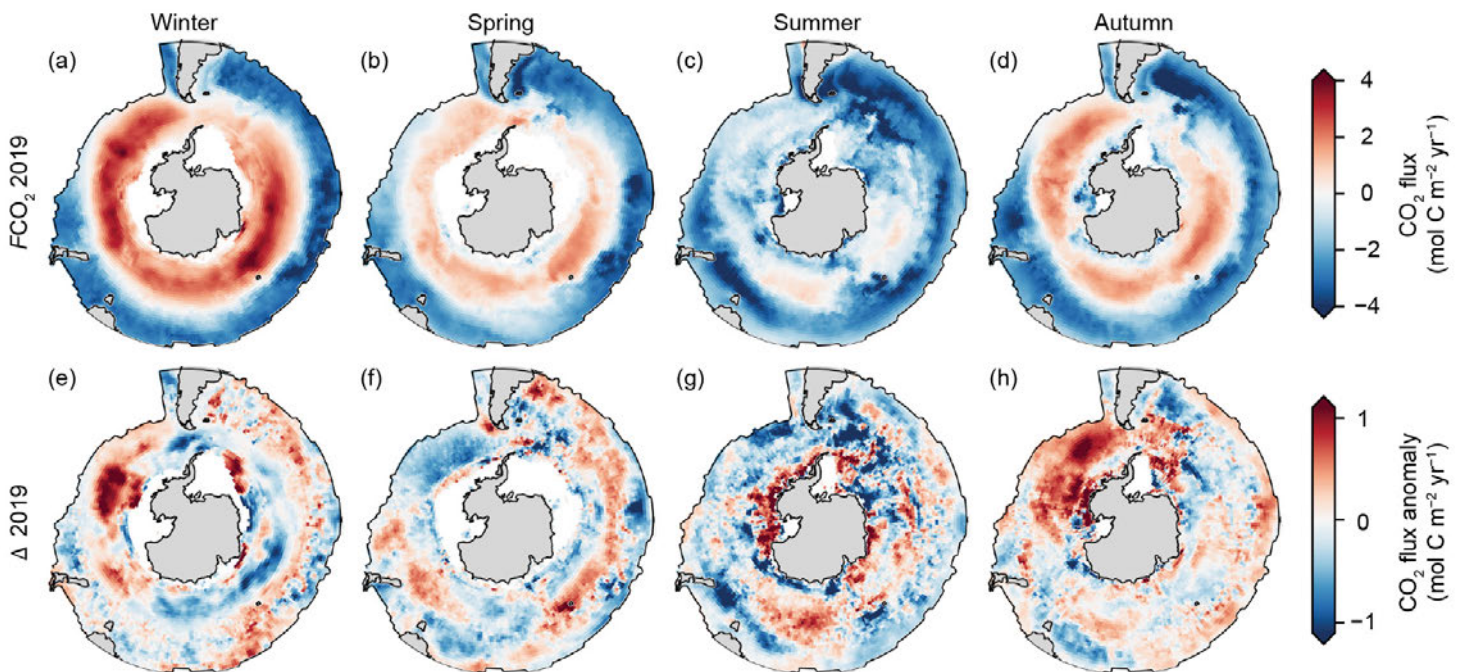 Winter Spring Summer Autumn
(a) (b) (c) (d)
FCO₂ 2019
4
2
0
−2
−4
CO₂ flux
(mol C m⁻² yr⁻¹)
(e) (f) (g) (h)
Δ 2019
1
0
−1
CO₂ flux anomaly
(mol C m⁻² yr⁻¹)